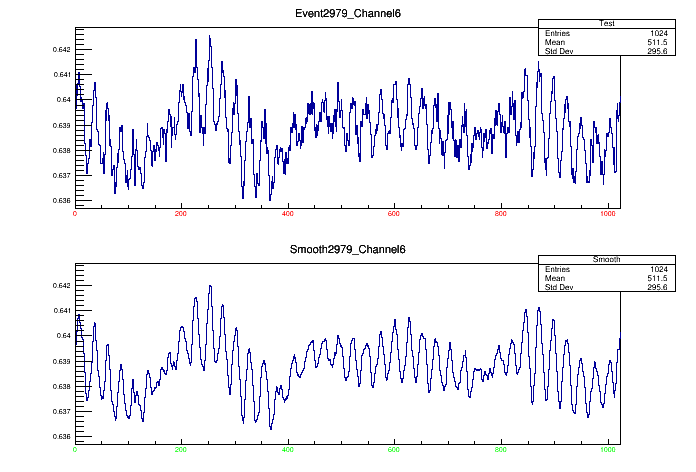 Event2979_Channel6
Test
Entries 1024
Mean 511.5
Std Dev 295.6
0.642
0.641
0.64
0.639
0.638
0.637
0.636
0 200 400 600 800 1000
Smooth2979_Channel6
Smooth
Entries 1024
Mean 511.5
Std Dev 295.6
0.642
0.641
0.64
0.639
0.638
0.637
0.636
0 200 400 600 800 1000